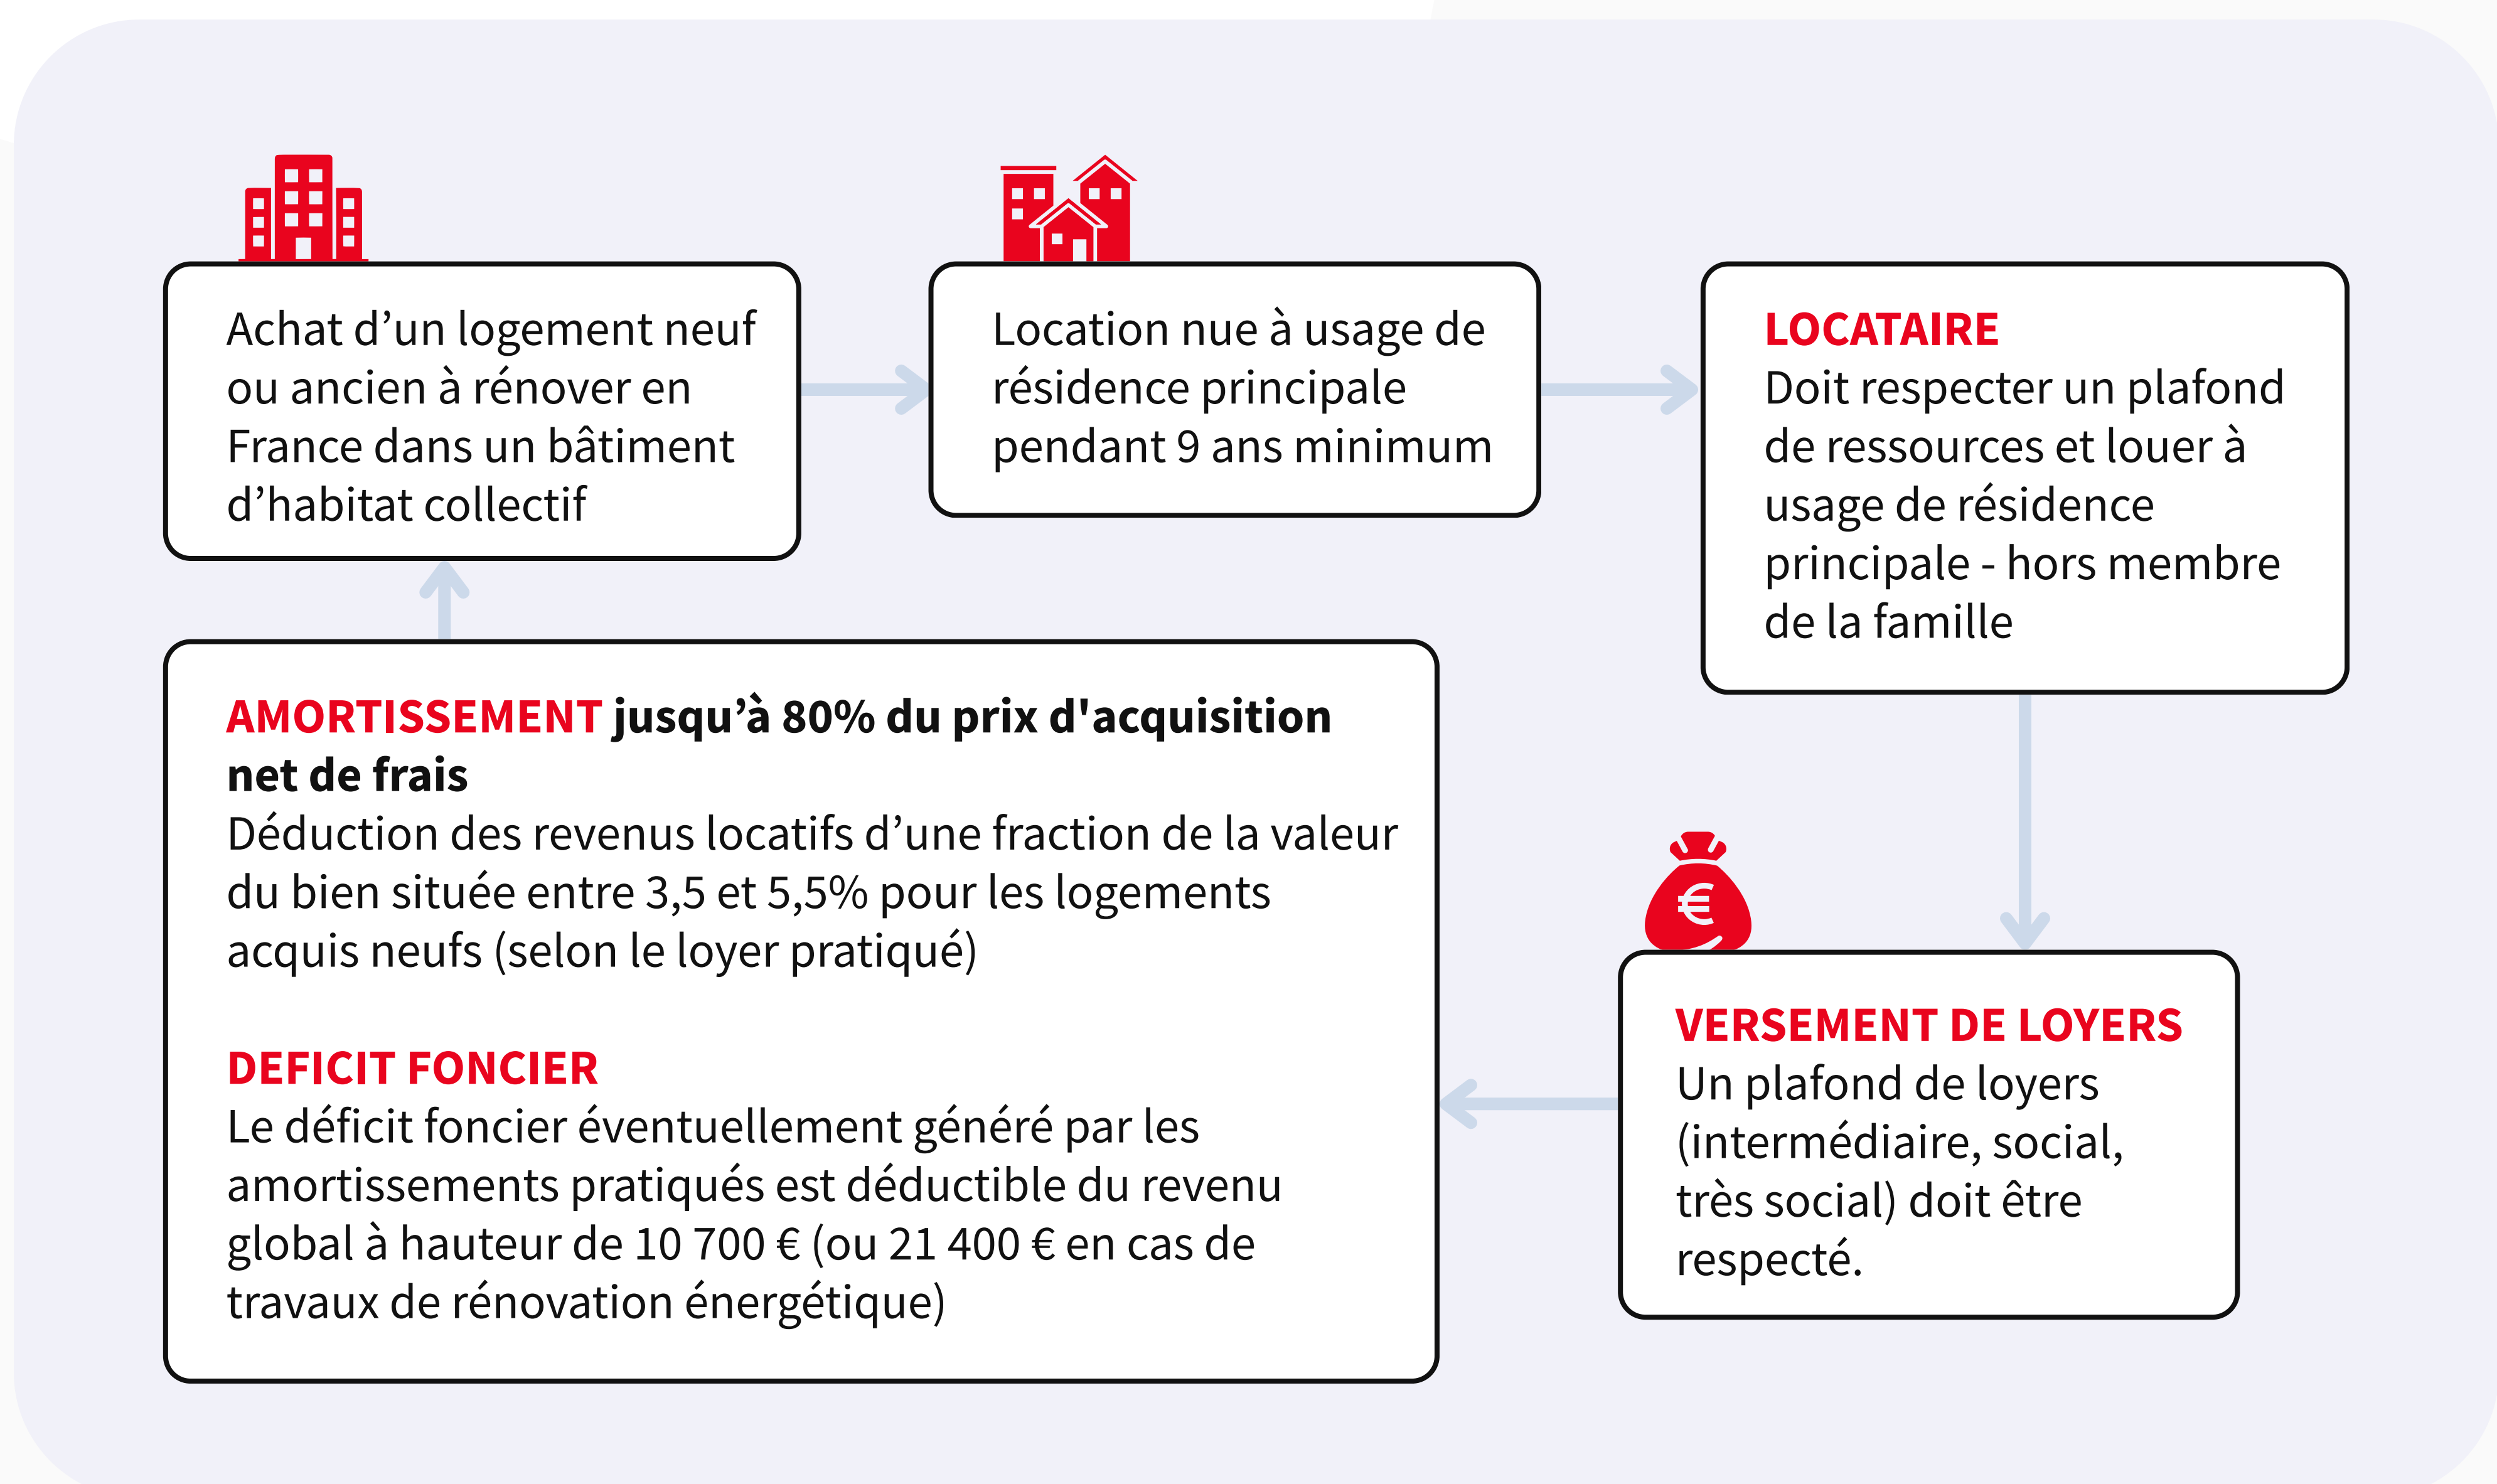 Achat d’un logement neuf
ou ancien à rénover en
France dans un bâtiment
d’habitat collectif
Location nue à usage de
résidence principale
pendant 9 ans minimum
LOCATAIRE
Doit respecter un plafond
de ressources et louer à
usage de résidence
principale - hors membre
de la famille
AMORTISSEMENT jusqu’à 80% du prix d'acquisition
net de frais
Déduction des revenus locatifs d’une fraction de la valeur
du bien située entre 3,5 et 5,5% pour les logements
acquis neufs (selon le loyer pratiqué)
DEFICIT FONCIER
Le déficit foncier éventuellement généré par les
amortissements pratiqués est déductible du revenu
global à hauteur de 10 700 € (ou 21 400 € en cas de
travaux de rénovation énergétique)
€
VERSEMENT DE LOYERS
Un plafond de loyers
(intermédiaire, social,
très social) doit être
respecté.